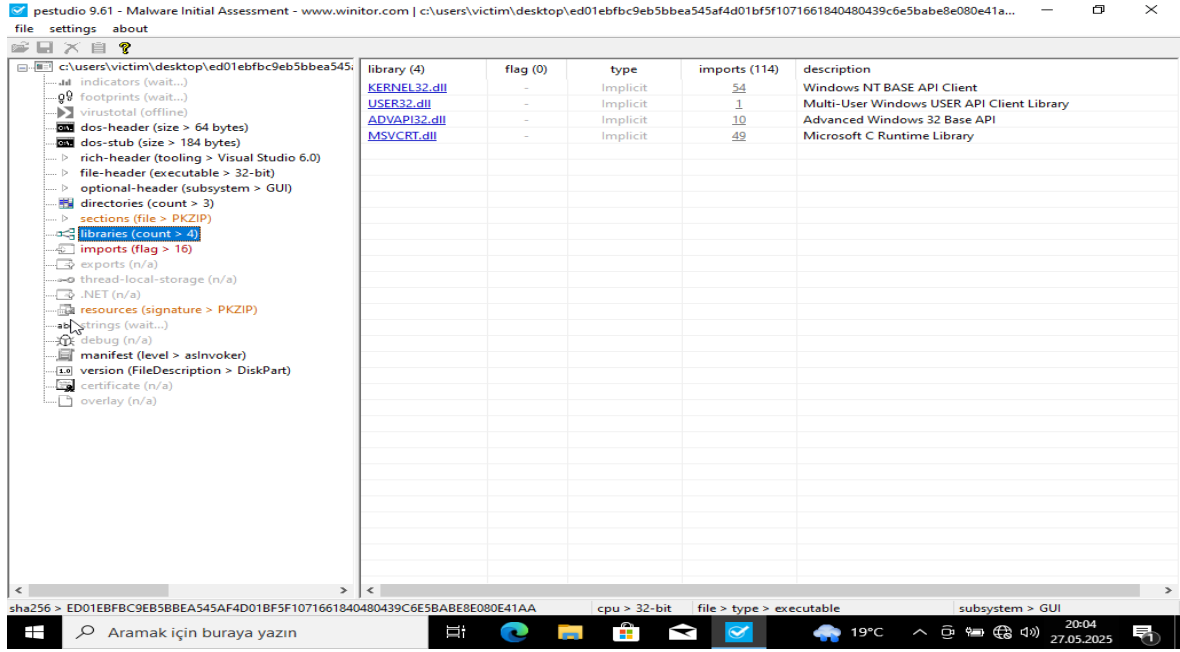 pestudio 9.61 - Malware Initial Assessment - www.winitor.com | c:\users\victim\desktop\ed01ebfbc9eb5bbea545af4d01bf5f1071661840480439c6e5babe8e080e41a...
file settings about
c:\users\victim\desktop\ed01ebfbc9eb5bbea545
indicators (wait...)
footprints (wait...)
virustotal (offline)
dos-header (size > 64 bytes)
dos-stub (size > 184 bytes)
rich-header (tooling > Visual Studio 6.0)
file-header (executable > 32-bit)
optional-header (subsystem > GUI)
directories (count > 3)
sections (file > PKZIP)
libraries (count > 4)
imports (flag > 16)
exports (n/a)
thread-local-storage (n/a)
.NET (n/a)
resources (signature > PKZIP)
strings (wait...)
debug (n/a)
manifest (level > asInvoker)
version (FileDescription > DiskPart)
certificate (n/a)
overlay (n/a)
library (4) flag (0) type imports (114) description
KERNEL32.dll - Implicit 54 Windows NT BASE API Client
USER32.dll - Implicit 1 Multi-User Windows USER API Client Library
ADVAPI32.dll - Implicit 10 Advanced Windows 32 Base API
MSVCRT.dll - Implicit 49 Microsoft C Runtime Library
sha256 > ED01EBFBC9EB5BBEA545AF4D01BF5F1071661840480439C6E5BABE8E080E41AA cpu > 32-bit file > type > executable subsystem > GUI
Aramak için buraya yazın 19°C 20:04
27.05.2025